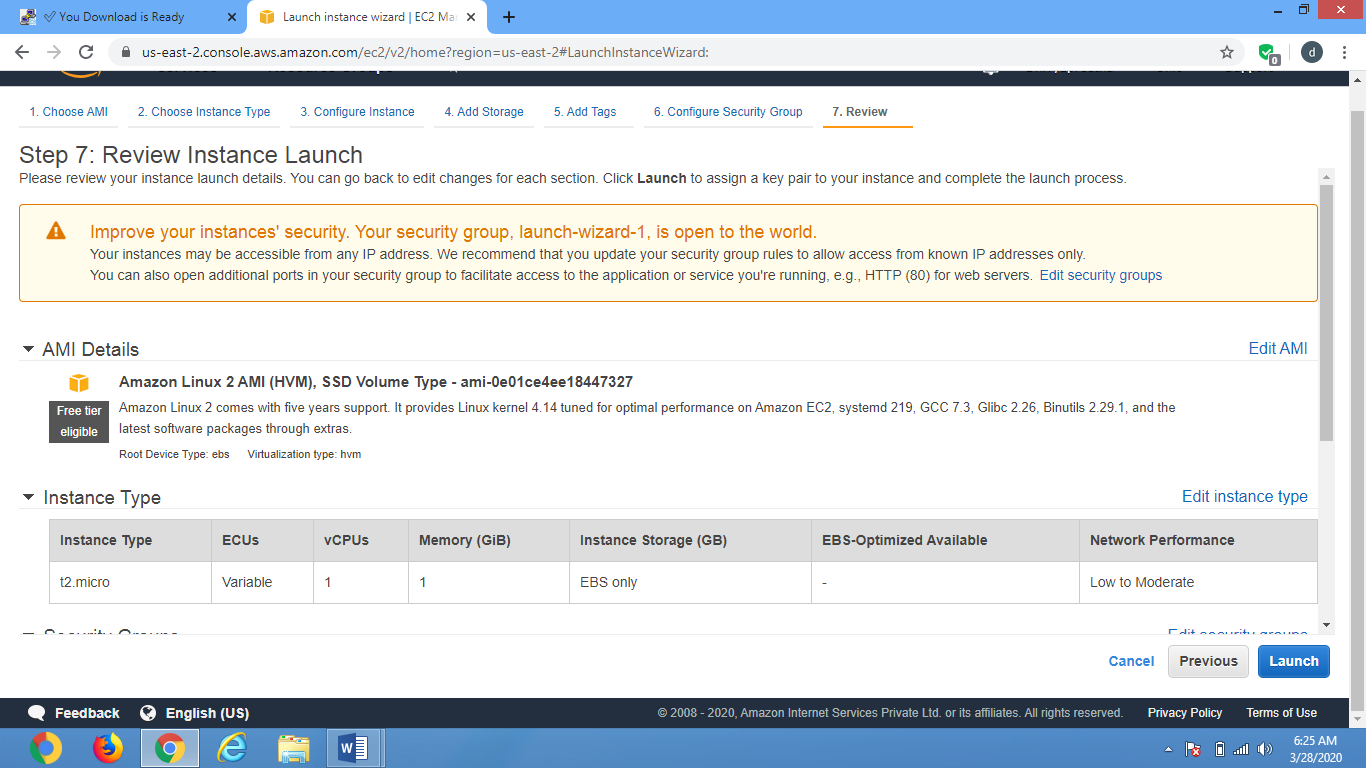 You Download is Ready
Launch instance wizard | EC2 Ma
us-east-2.console.aws.amazon.com/ec2/v2/home?region=us-east-2#LaunchInstanceWizard:
0
d
1. Choose AMI
2. Choose Instance Type
3. Configure Instance
4. Add Storage
5. Add Tags
6. Configure Security Group
7. Review
Step 7: Review Instance Launch
Please review your instance launch details. You can go back to edit changes for each section. Click Launch to assign a key pair to your instance and complete the launch process.
Improve your instances' security. Your security group, launch-wizard-1, is open to the world.
Your instances may be accessible from any IP address. We recommend that you update your security group rules to allow access from known IP addresses only.
You can also open additional ports in your security group to facilitate access to the application or service you're running, e.g., HTTP (80) for web servers. Edit security groups
AMI Details
Edit AMI
Amazon Linux 2 AMI (HVM), SSD Volume Type - ami-0e01ce4ee18447327
Free tier
eligible
Amazon Linux 2 comes with five years support. It provides Linux kernel 4.14 tuned for optimal performance on Amazon EC2, systemd 219, GCC 7.3, Glibc 2.26, Binutils 2.29.1, and the
latest software packages through extras.
Root Device Type: ebs Virtualization type: hvm
Instance Type
Edit instance type
Instance Type ECUs vCPUs Memory (GiB) Instance Storage (GB) EBS-Optimized Available Network Performance
t2.micro Variable 1 1 EBS only - Low to Moderate
Security Groups
Edit security groups
Cancel
Previous
Launch
Feedback
English (US)
© 2008 - 2020, Amazon Internet Services Private Ltd. or its affiliates. All rights reserved.
Privacy Policy
Terms of Use
6:25 AM
3/28/2020